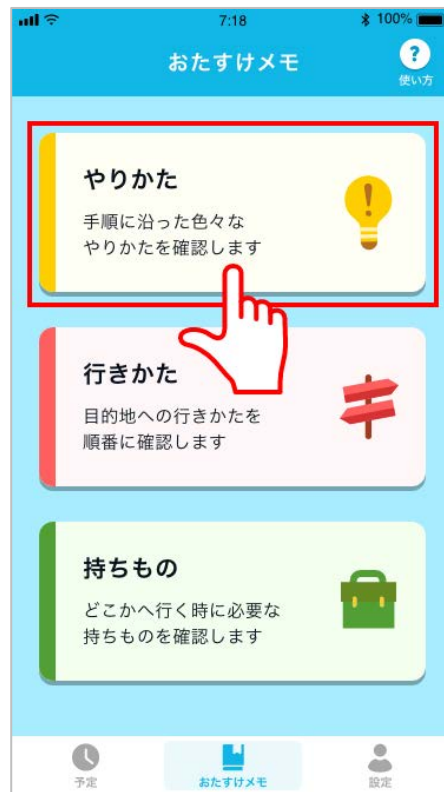 7:18
100%
おたすけメモ
?
使い方
やりかた
手順に沿った色々な
やりかたを確認します
行きかた
目的地への行きかたを
順番に確認します
持ちもの
どこかへ行く時に必要な
持ちものを確認します
予定
おたすけメモ
設定